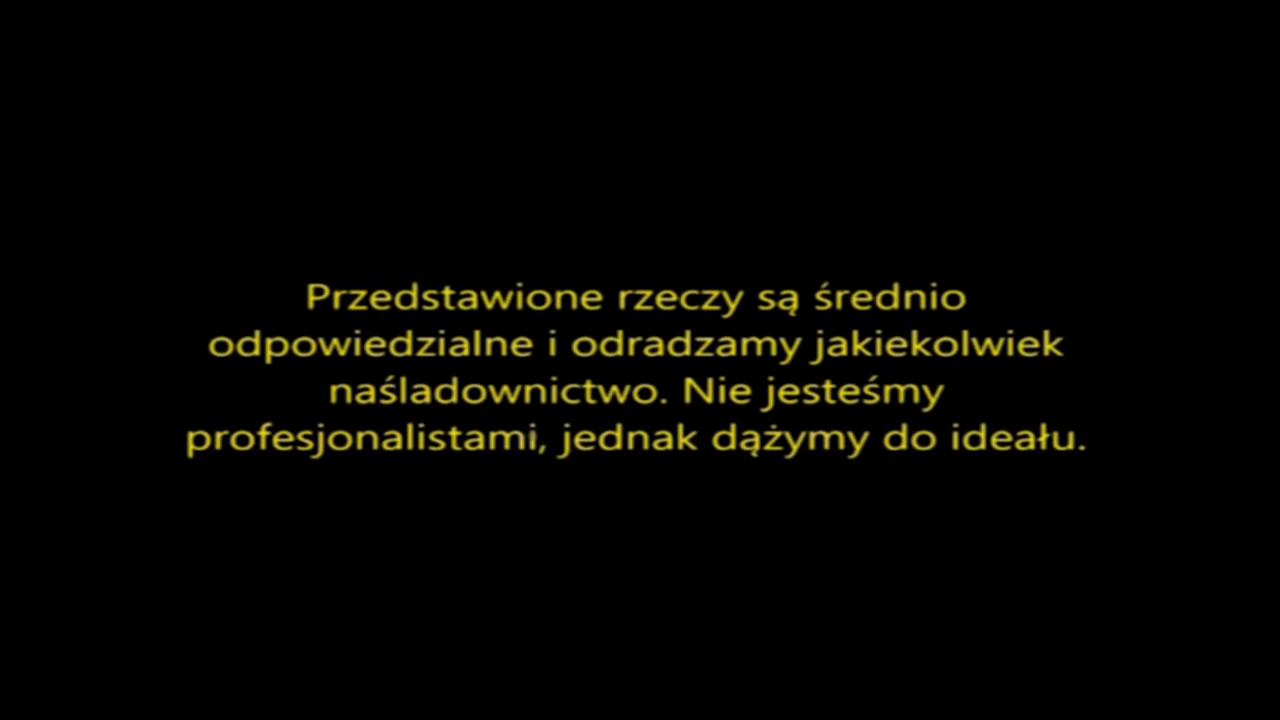 Przedstawione rzeczy są średnio
odpowiedzialne i odradzamy jakiekolwiek
naśladownictwo. Nie jesteśmy
profesjonalistami, jednak dążymy do ideału.